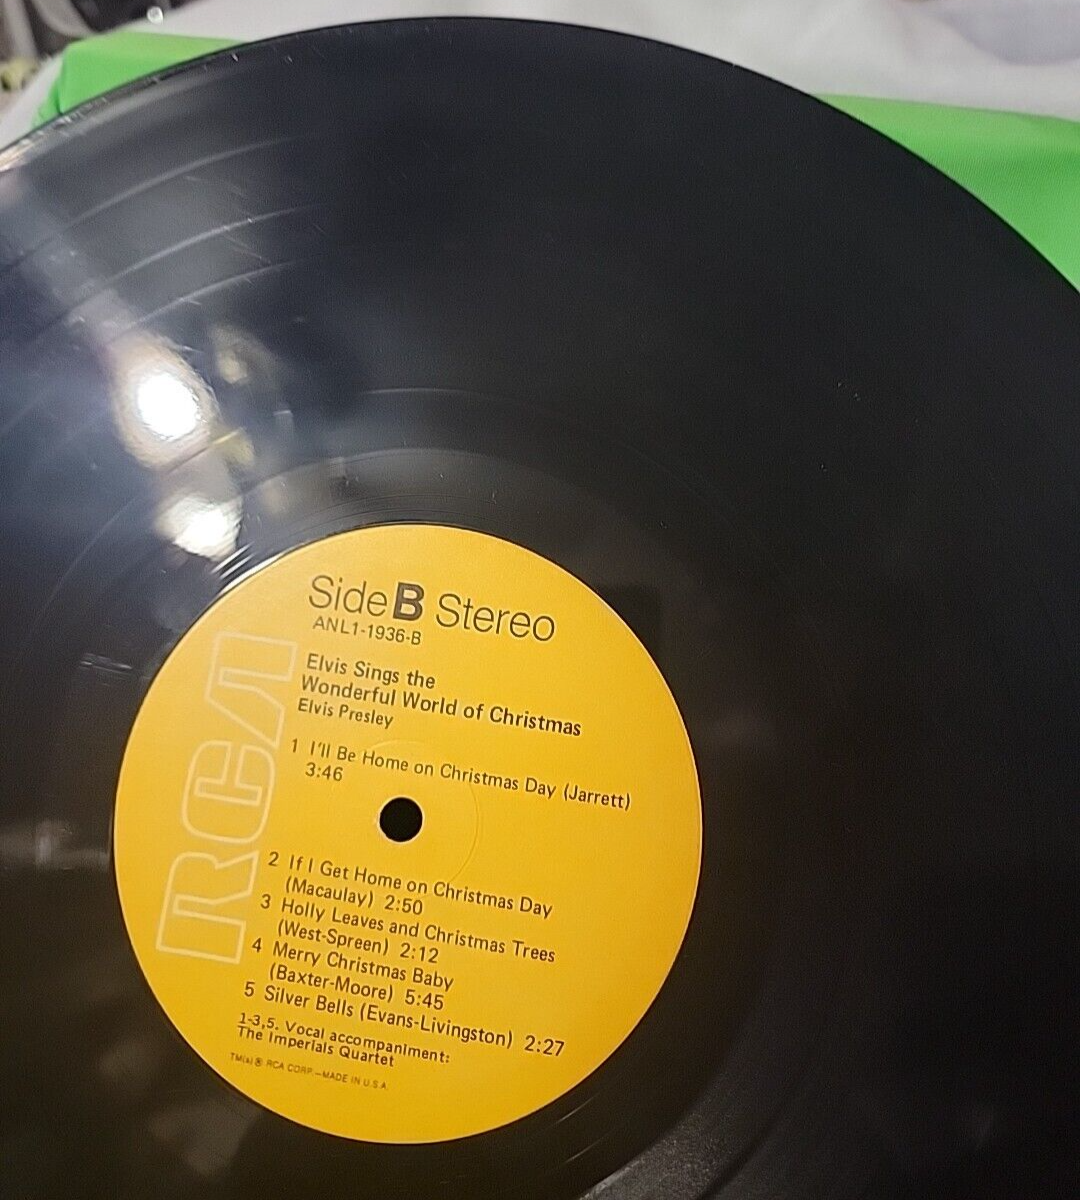 Side B Stereo
ANL1-1936-B
Elvis Sings the
Wonderful World of Christmas
Elvis Presley
1 I'll Be Home on Christmas Day (Jarrett)
3:46
2 If I Get Home on Christmas Day
(Macaulay) 2:50
3 Holly Leaves and Christmas Trees
(West-Spreen) 2:12
4 Merry Christmas Baby
(Baxter-Moore) 5:45
5 Silver Bells (Evans-Livingston) 2:27
1-3,5. Vocal accompaniment:
The Imperials Quartet
TM(s) ® RCA CORP.—MADE IN U.S.A.
RCA